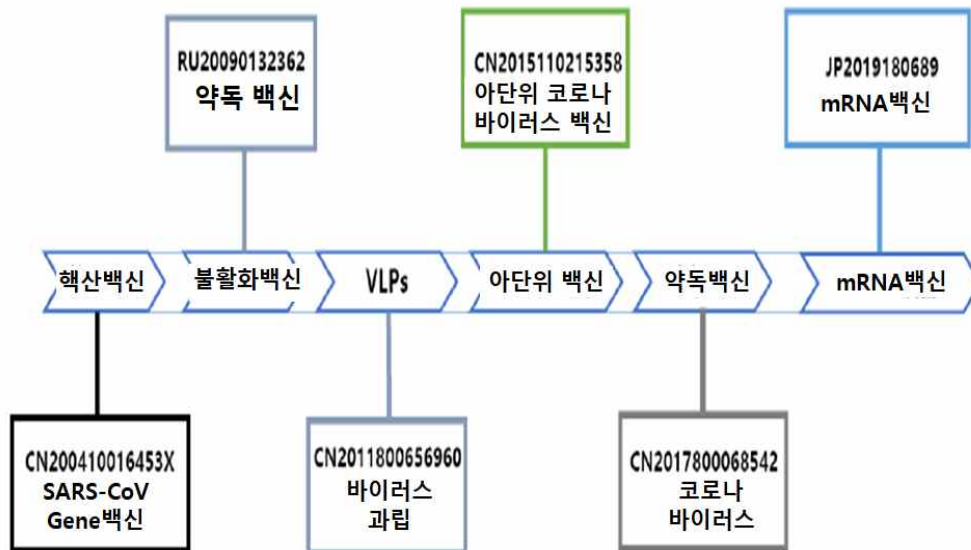 RU20090132362
약독 백신
CN2015110215358
아단위 코로나
바이러스 백신
JP2019180689
mRNA백신
핵산백신
불활화백신
VLPs
아단위 백신
약독백신
mRNA백신
CN200410016453X
SARS-CoV
Gene백신
CN2011800656960
바이러스
과립
CN2017800068542
코로나
바이러스